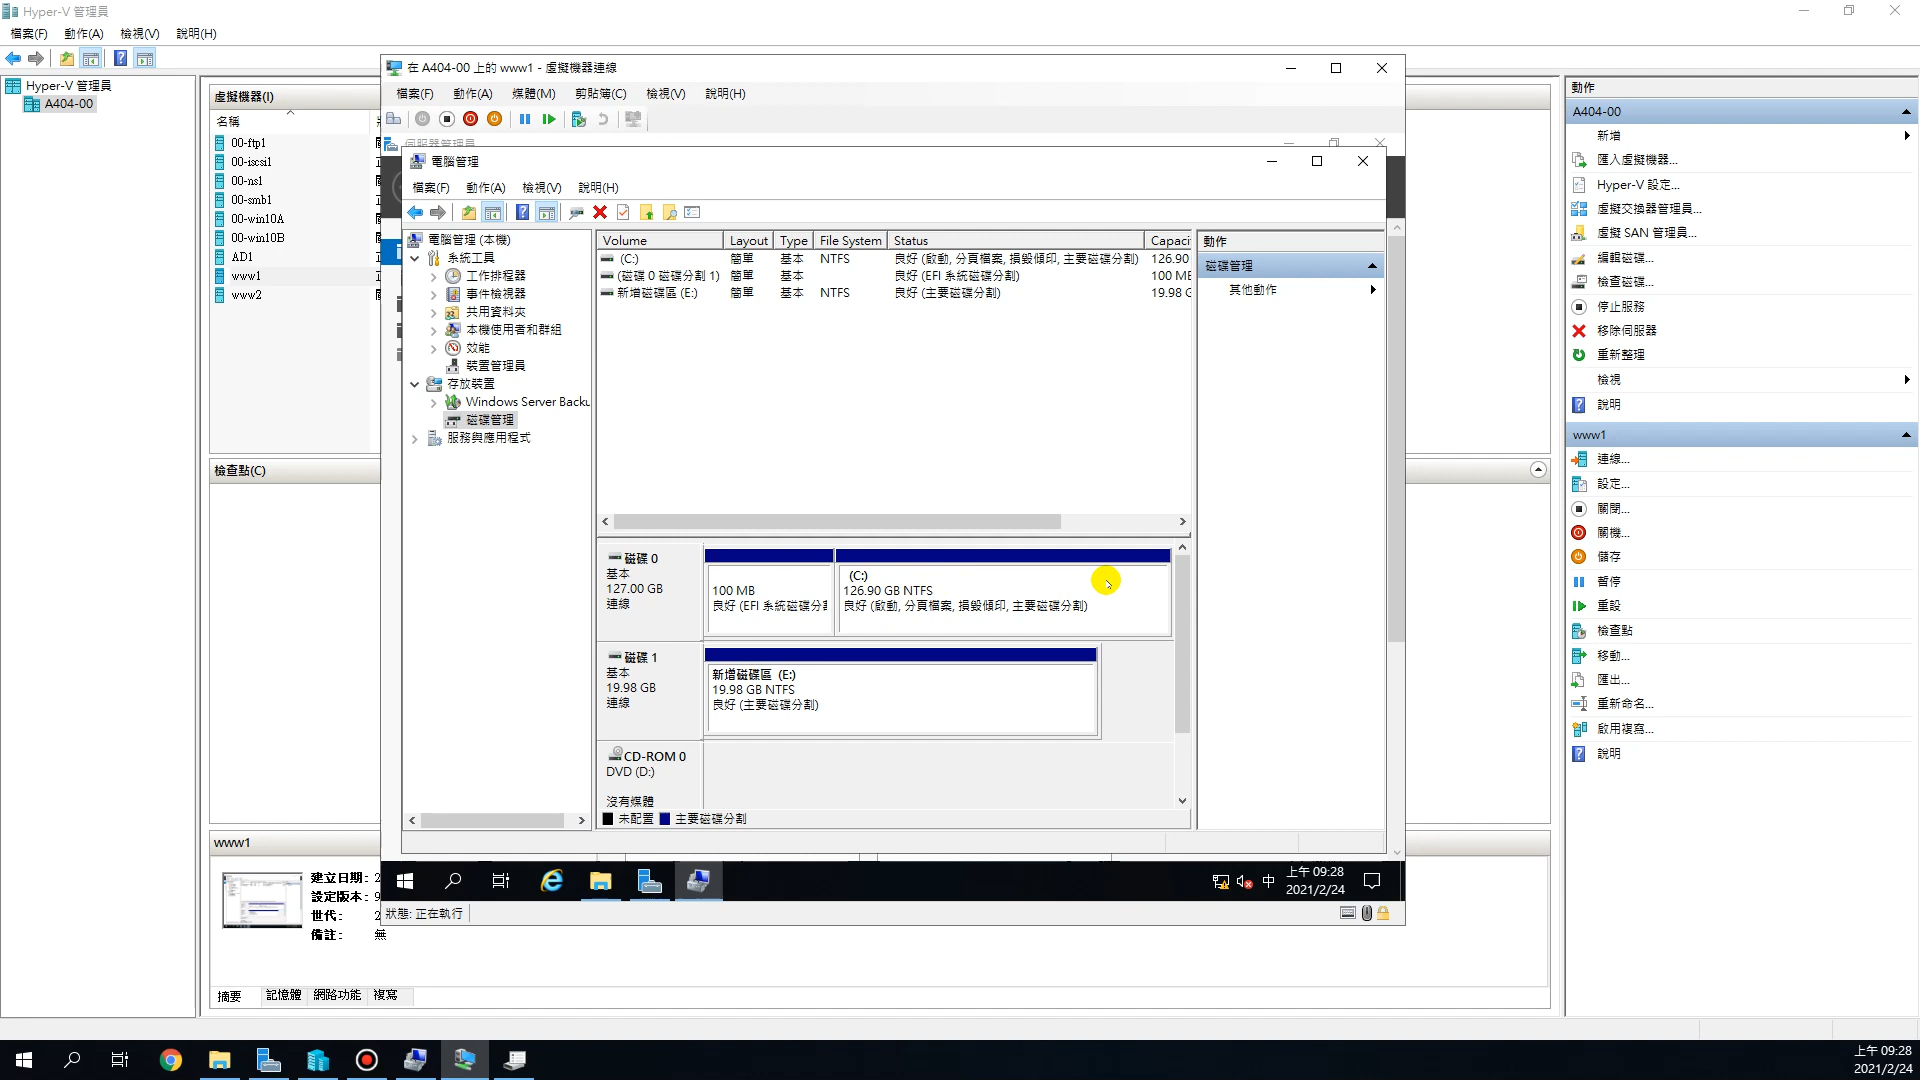 Hyper-V 管理員
檔案(F) 動作(A) 檢視(V) 說明(H)
Hyper-V 管理員
A404-00
虛擬機器(I)
名稱
00-ftp1
00-iscsi1
00-ns1
00-smb1
00-win10A
00-win10B
AD1
www1
www2
檢查點(C)
www1
建立日期: 2
設定版本: 9
世代: 2
備註: 無
摘要 記憶體 網路功能 複寫
在 A404-00 上的 www1 - 虛擬機器連線
檔案(F) 動作(A) 媒體(M) 剪貼簿(C) 檢視(V) 說明(H)
伺服器管理員
電腦管理
檔案(F) 動作(A) 檢視(V) 說明(H)
電腦管理 (本機)
系統工具
工作排程器
事件檢視器
共用資料夾
本機使用者和群組
效能
裝置管理員
存放裝置
Windows Server Backu
磁碟管理
服務與應用程式
Volume Layout Type File System Status Capaci
(C:) 簡單 基本 NTFS 良好 (啟動, 分頁檔案, 損毀傾印, 主要磁碟分割) 126.90
(磁碟 0 磁碟分割 1) 簡單 基本 良好 (EFI 系統磁碟分割) 100 ME
新增磁碟區 (E:) 簡單 基本 NTFS 良好 (主要磁碟分割) 19.98 G
磁碟 0
基本
127.00 GB
連線
100 MB
良好 (EFI 系統磁碟分割
(C:)
126.90 GB NTFS
良好 (啟動, 分頁檔案, 損毀傾印, 主要磁碟分割)
磁碟 1
基本
19.98 GB
連線
新增磁碟區 (E:)
19.98 GB NTFS
良好 (主要磁碟分割)
CD-ROM 0
DVD (D:)
沒有媒體
未配置 主要磁碟分割
動作
磁碟管理
其他動作
中
上午 09:28
2021/2/24
狀態: 正在執行
動作
A404-00
新增
匯入虛擬機器...
Hyper-V 設定...
虛擬交換器管理員...
虛擬 SAN 管理員...
編輯磁碟...
檢查磁碟...
停止服務
移除伺服器
重新整理
檢視
說明
www1
連線...
設定...
關閉...
關機...
儲存
暫停
重設
檢查點
移動...
匯出...
重新命名...
啟用複寫...
說明
上午 09:28
2021/2/24